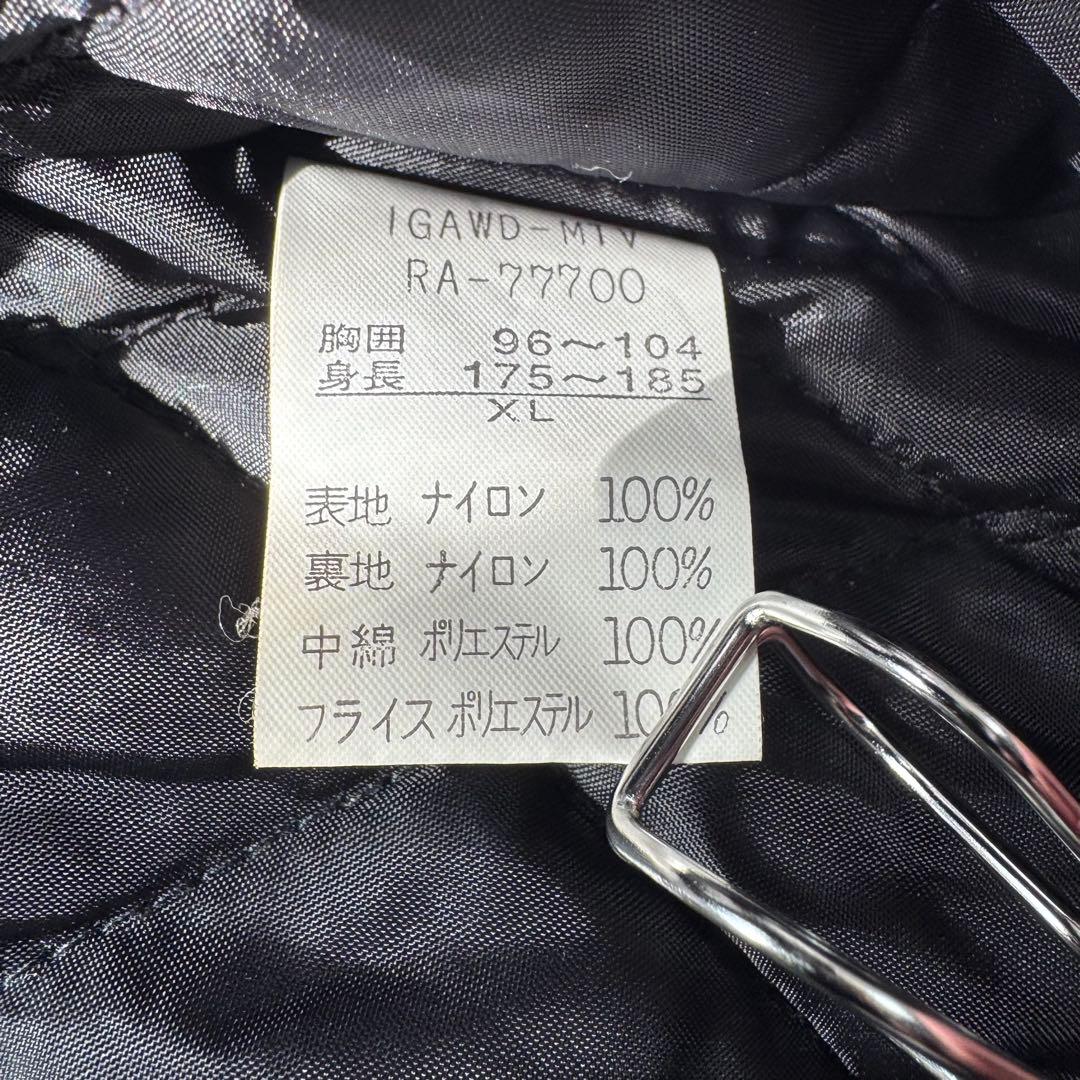 IGAWD-MTV
RA-77700
胸囲 96～104
身長 175～185
XL
表地 ナイロン 100%
裏地 ナイロン 100%
中綿 ポリエステル 100%
フライス ポリエステル 100%